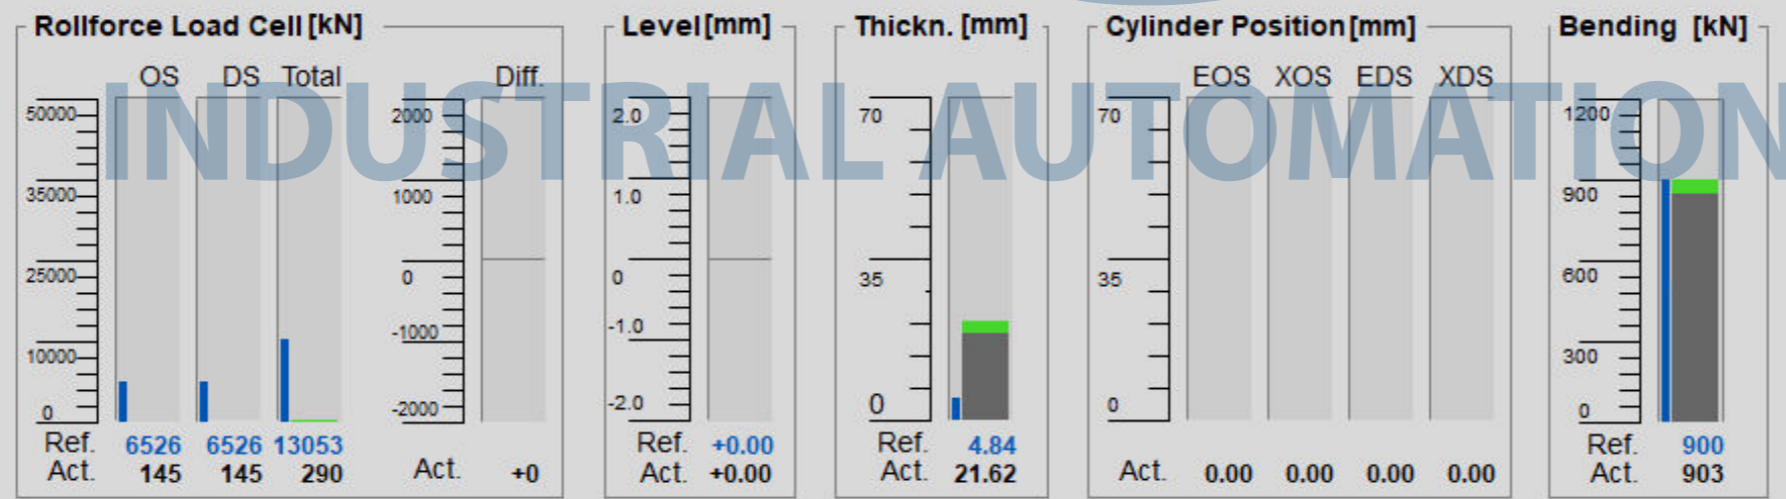 Rollforce Load Cell [kN]
OS DS Total Diff.
50000
35000
25000
10000
0
2000
1000
0
-1000
-2000
Ref. 6526 6526 13053
Act. 145 145 290 Act. +0
Level [mm]
2.0
1.0
0
-1.0
-2.0
Ref. +0.00
Act. +0.00
Thickn. [mm]
70
35
0
Ref. 4.84
Act. 21.62
Cylinder Position [mm]
EOS XOS EDS XDS
70
35
0
Act. 0.00 0.00 0.00 0.00
Bending [kN]
1200
900
600
300
0
Ref. 900
Act. 903
INDUSTRIAL AUTOMATION